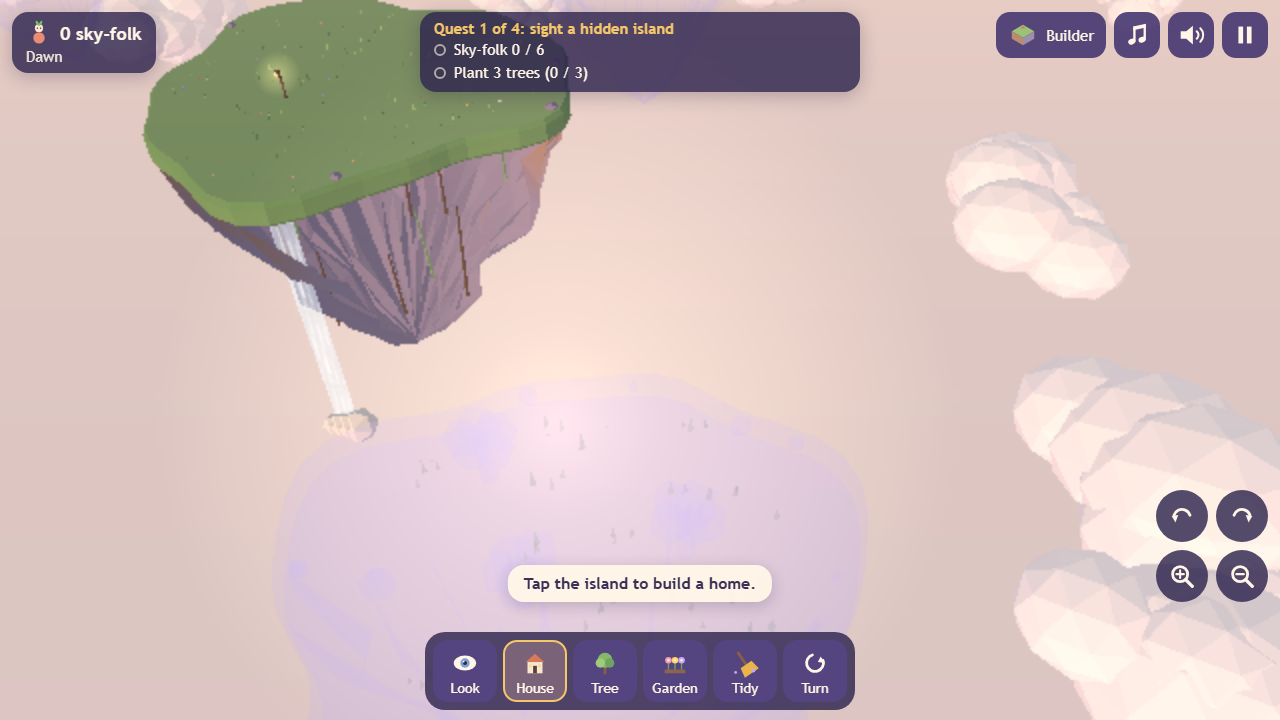 0 sky-folk
Dawn
Quest 1 of 4: sight a hidden island
Sky-folk 0 / 6
Plant 3 trees (0 / 3)
Builder
Tap the island to build a home.
Look
House
Tree
Garden
Tidy
Turn